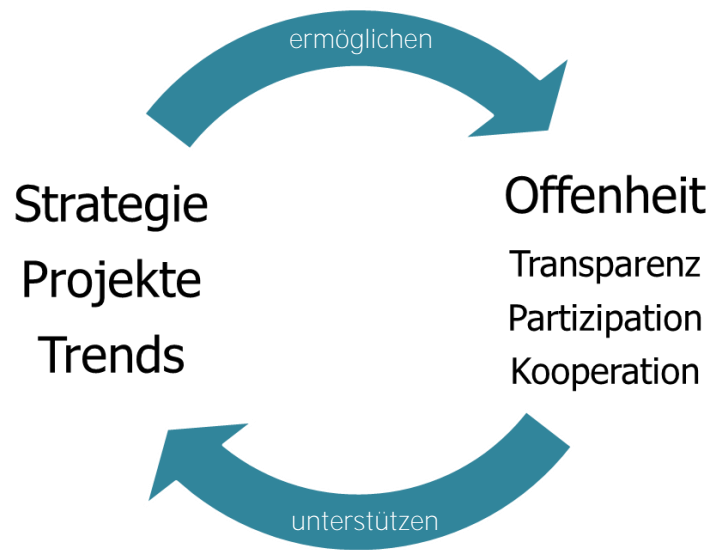 ermöglichen
Strategie
Projekte
Trends
Offenheit
Transparenz
Partizipation
Kooperation
unterstützen